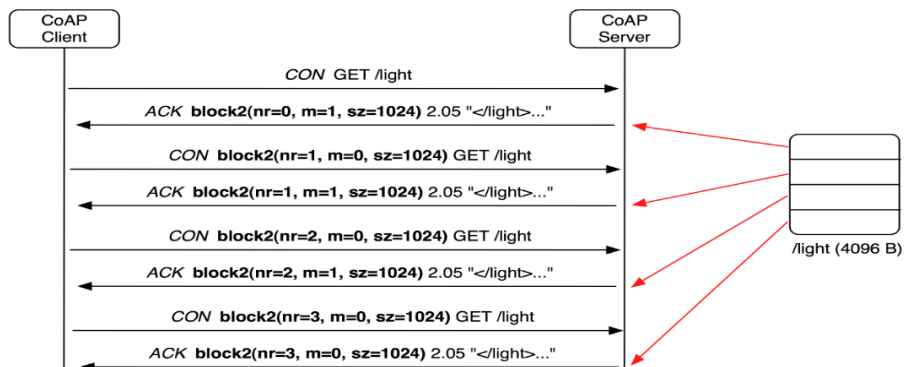 CoAP
Client
CoAP
Server
CON GET /light
ACK block2(nr=0, m=1, sz=1024) 2.05 "</light>..."
CON block2(nr=1, m=0, sz=1024) GET /light
ACK block2(nr=1, m=1, sz=1024) 2.05 "</light>..."
CON block2(nr=2, m=0, sz=1024) GET /light
ACK block2(nr=2, m=1, sz=1024) 2.05 "</light>..."
CON block2(nr=3, m=0, sz=1024) GET /light
ACK block2(nr=3, m=0, sz=1024) 2.05 "</light>..."
/light (4096 B)